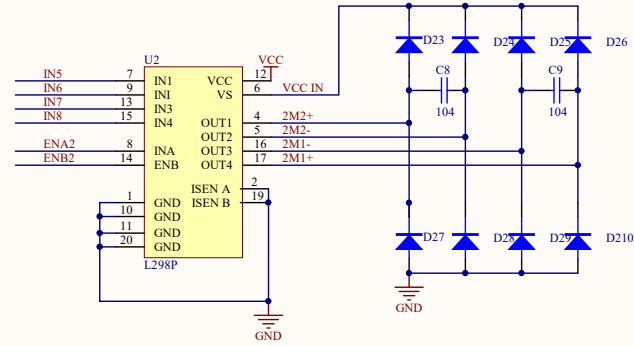 D23 D24 D25 D26
U2
VCC
IN5 7 IN1 VCC 12
IN6 9 INI VS 6 VCC IN
IN7 13 IN3
IN8 15 IN4 OUT1 4 2M2+
OUT2 5 2M2-
ENA2 8 INA OUT3 16 2M1-
ENB2 14 ENB OUT4 17 2M1+
C8 C9
104 104
ISEN A 2
1 GND ISEN B 19
10 GND
11 GND
20 GND
L298P
D27 D28 D29 D210
GND
GND